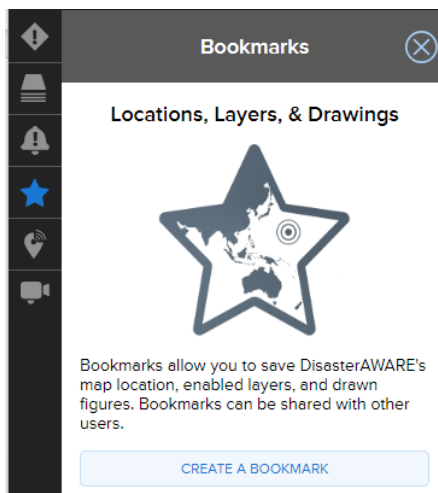 Bookmarks
Locations, Layers, & Drawings
Bookmarks allow you to save DisasterAWARE's
map location, enabled layers, and drawn
figures. Bookmarks can be shared with other
users.
CREATE A BOOKMARK